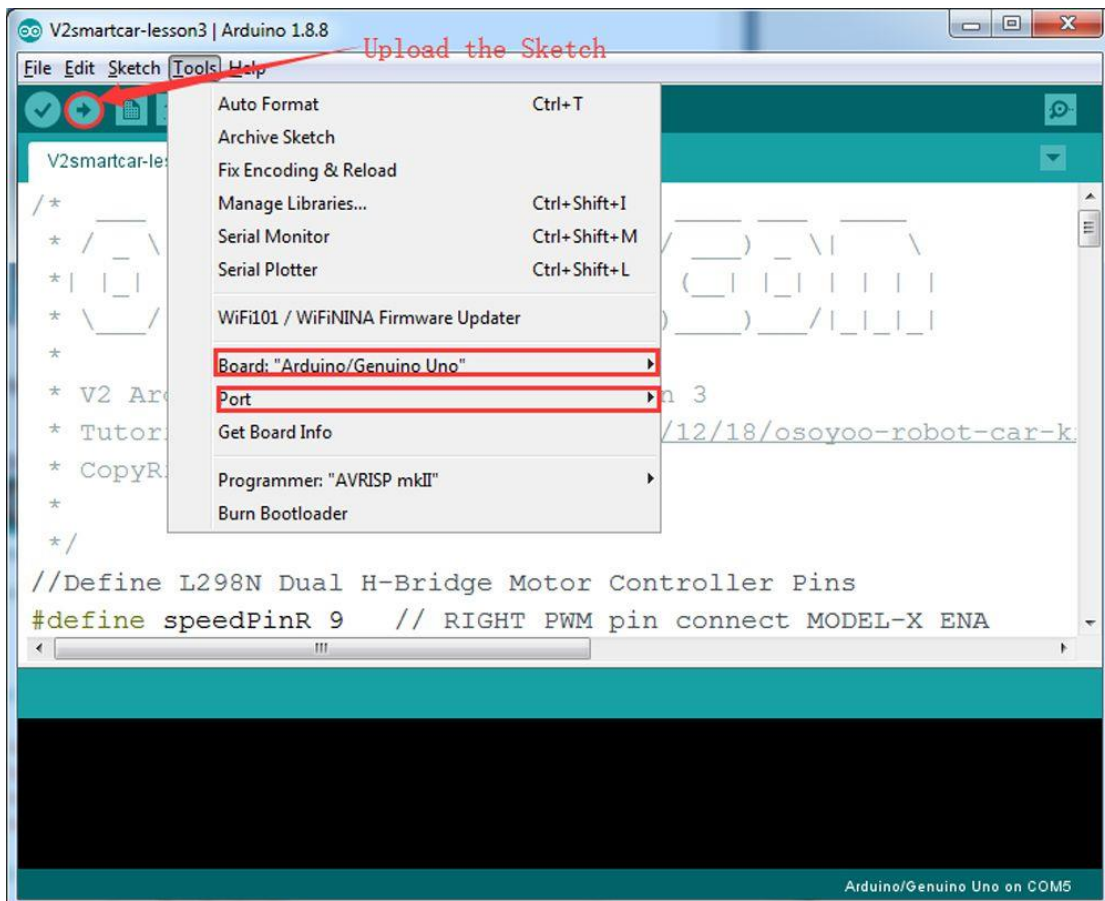 V2smartcar-lesson3 | Arduino 1.8.8
Upload the Sketch
File Edit Sketch Tools Help
Auto Format Ctrl+T
Archive Sketch
V2smartcar-les
Fix Encoding & Reload
/*
Manage Libraries... Ctrl+Shift+I
Serial Monitor Ctrl+Shift+M
Serial Plotter Ctrl+Shift+L
WiFi101 / WiFiNINA Firmware Updater
Board: "Arduino/Genuino Uno"
Port
* V2 Ar n 3
Get Board Info
* Tutor /12/18/osoyoo-robot-car-k
* CopyR
Programmer: "AVRISP mkII"
Burn Bootloader
*/
//Define L298N Dual H-Bridge Motor Controller Pins
#define speedPinR 9 // RIGHT PWM pin connect MODEL-X ENA
Arduino/Genuino Uno on COM5